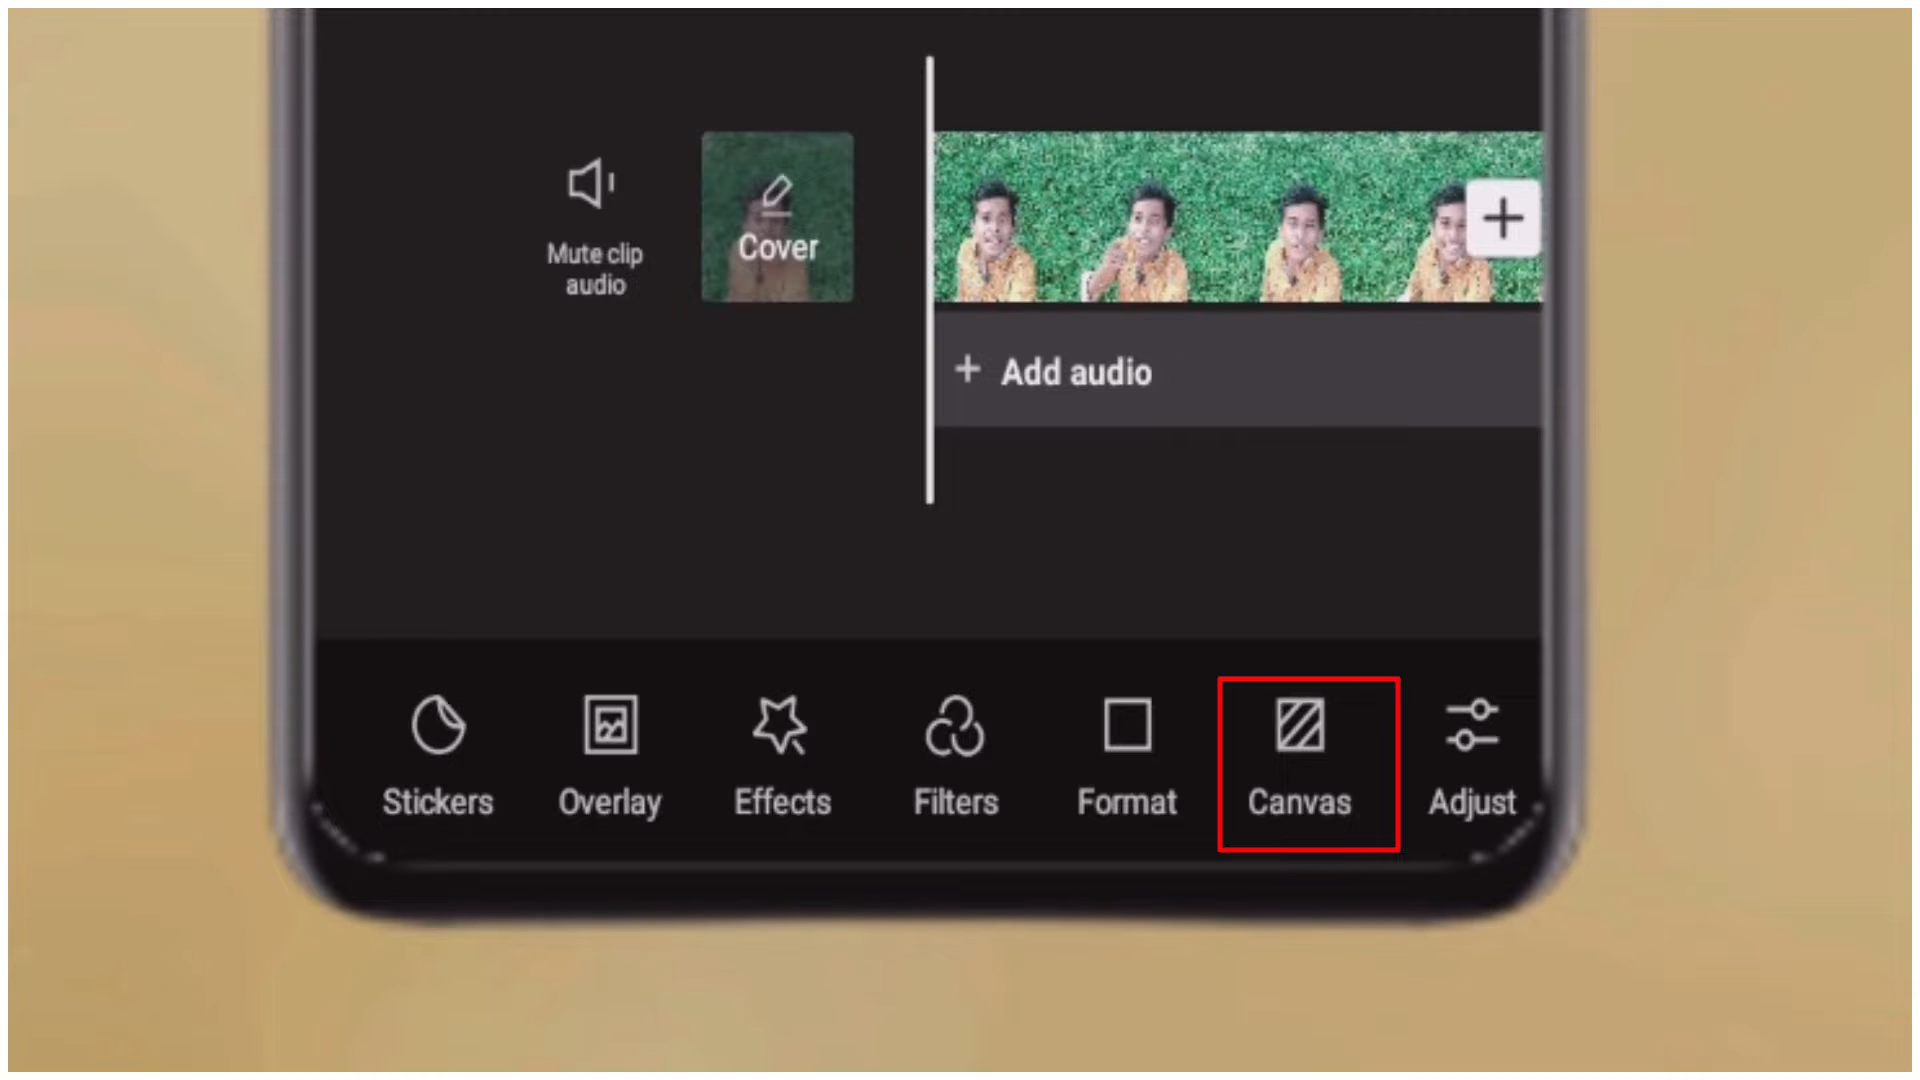 Mute clip
audio
Cover
Add audio
Stickers
Overlay
Effects
Filters
Format
Canvas
Adjust